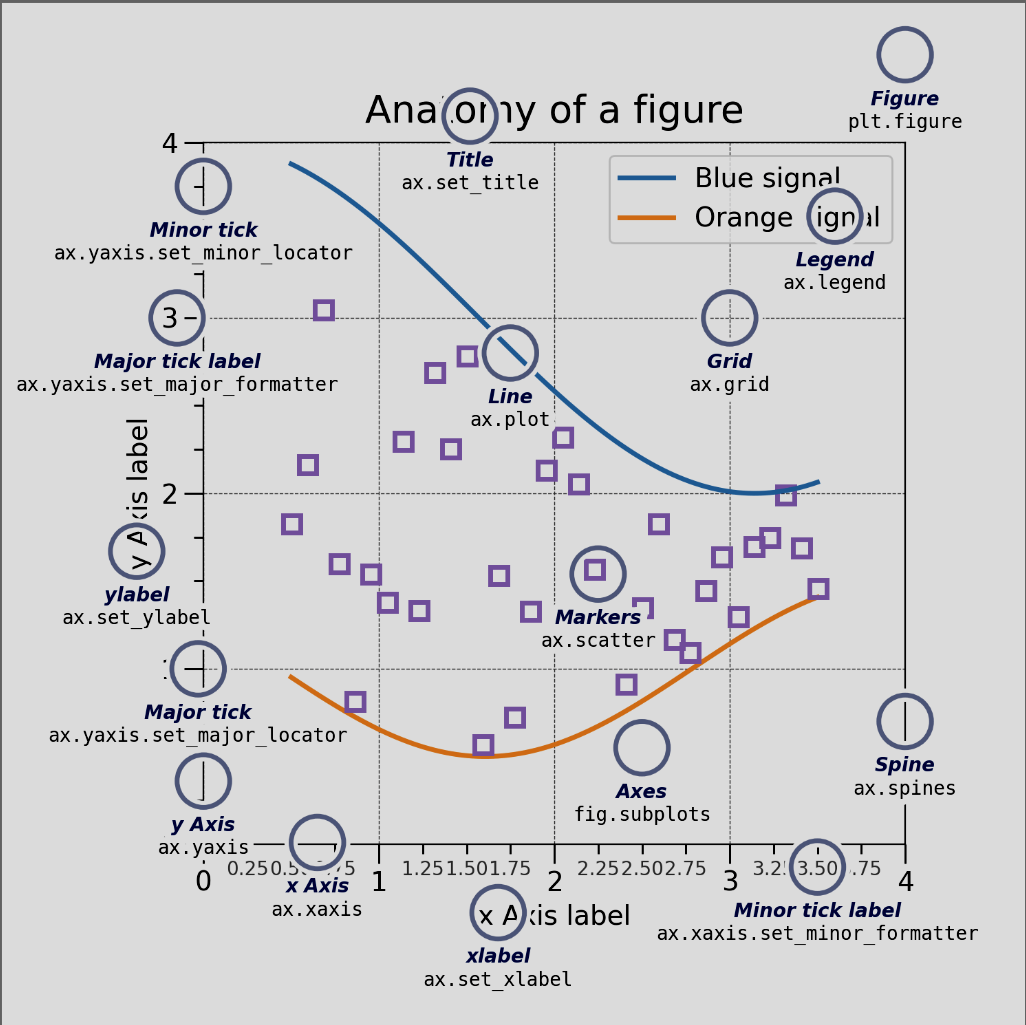 Figure
plt.figure
Anatomy of a figure
Title
ax.set_title
4
Blue signal
Orange signal
Legend
ax.legend
Minor tick
ax.yaxis.set_minor_locator
3
Major tick label
ax.yaxis.set_major_formatter
Grid
ax.grid
Line
ax.plot
y Axis label
2
ylabel
ax.set_ylabel
Markers
ax.scatter
Major tick
ax.yaxis.set_major_locator
Spine
ax.spines
Axes
fig.subplots
y Axis
ax.yaxis
0.25 0.50 1.25 1.50 1.75 2.25 2.50 2.75 3.50 3.75
0 1 2 3 4
x Axis
ax.xaxis
x Axis label
Minor tick label
ax.xaxis.set_minor_formatter
xlabel
ax.set_xlabel